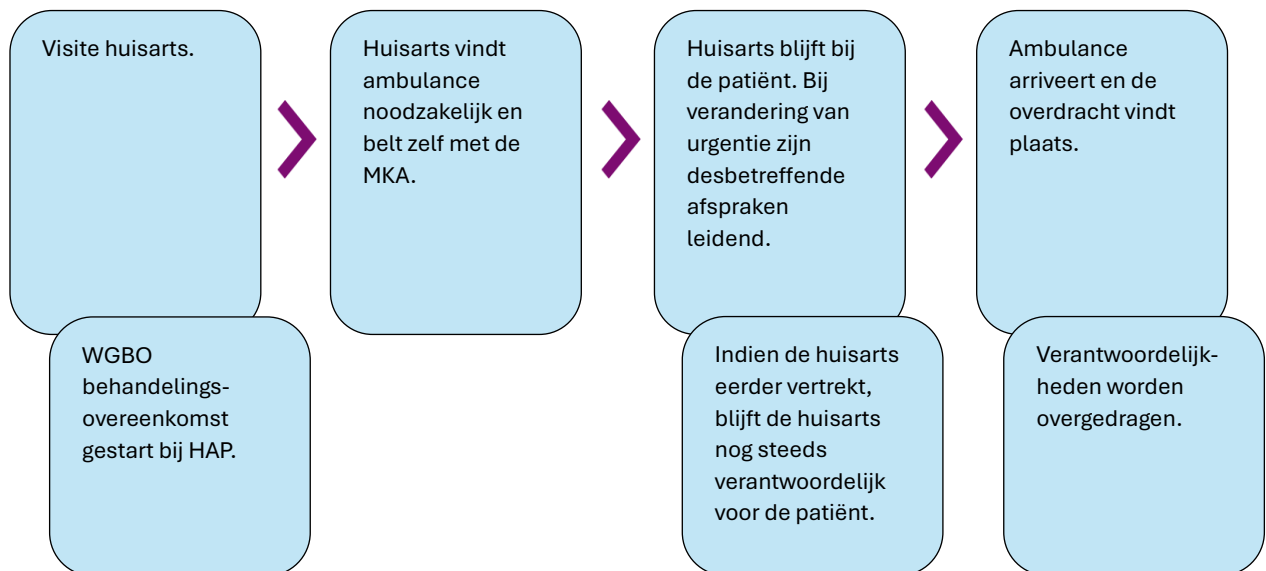 Visite huisarts.
WGBO
behandelings-
overeenkomst
gestart bij HAP.
Huisarts vindt
ambulance
noodzakelijk en
belt zelf met de
MKA.
Huisarts blijft bij
de patiënt. Bij
verandering van
urgentie zijn
desbetreffende
afspraken
leidend.
Indien de huisarts
eerder vertrekt,
blijft de huisarts
nog steeds
verantwoordelijk
voor de patiënt.
Ambulance
arriveert en de
overdracht vindt
plaats.
Verantwoordelijk-
heden worden
overgedragen.